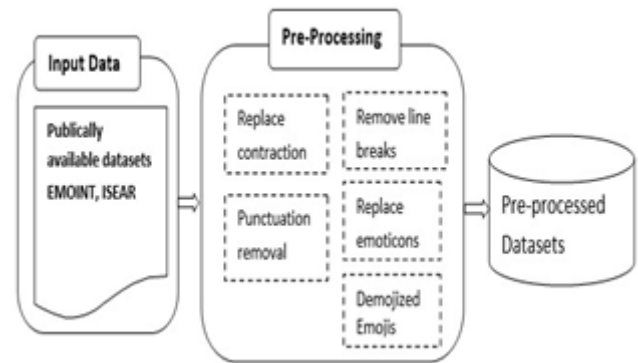 Input Data
Publically
available datasets
EMOINT, ISEAR
Pre-Processing
Replace
contraction
Remove line
breaks
Punctuation
removal
Replace
emoticons
Demojized
Emojis
Pre-processed
Datasets